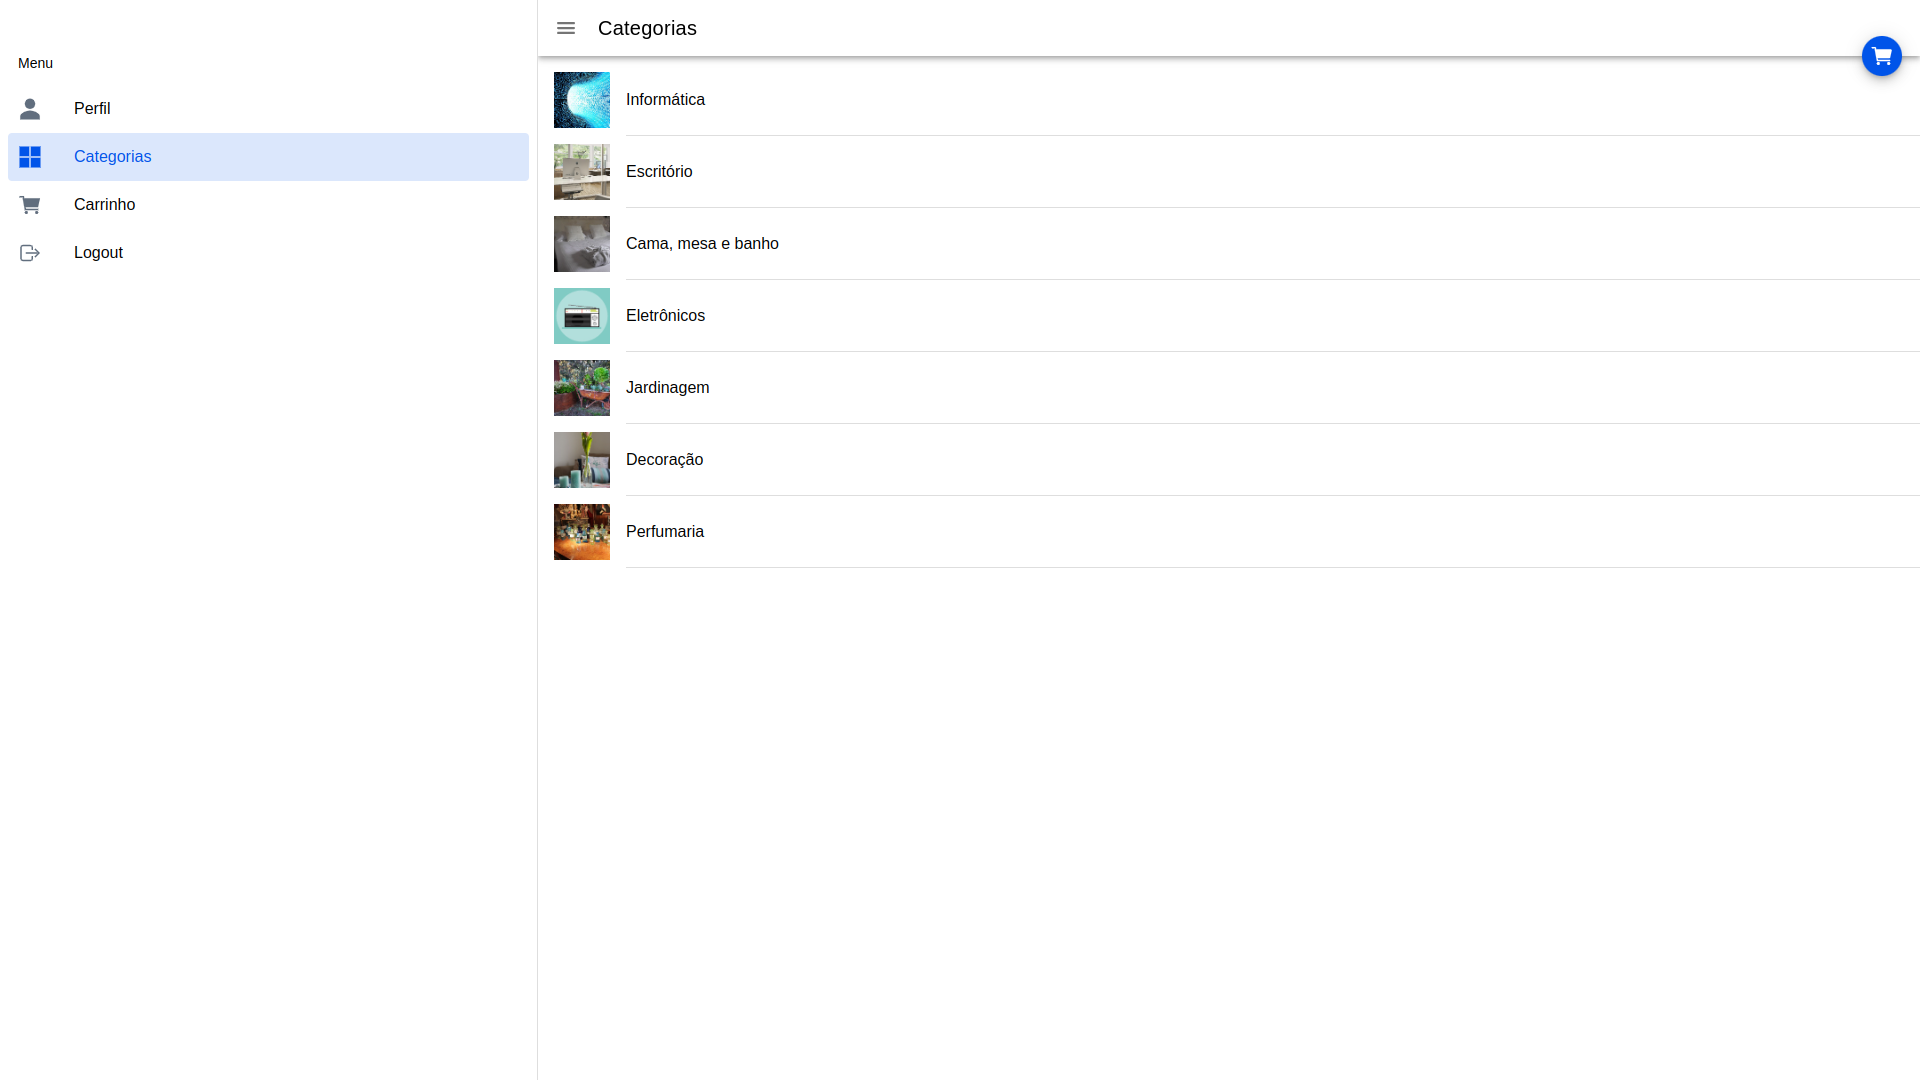 Menu
Perfil
Categorias
Carrinho
Logout
Categorias
Informática
Escritório
Cama, mesa e banho
Eletrônicos
Jardinagem
Decoração
Perfumaria